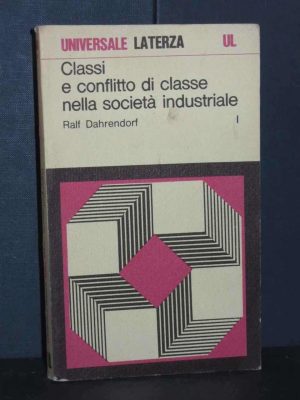 UNIVERSALE LATERZA UL
Classi
e conflitto di classe
nella società industriale
Ralf Dahrendorf I